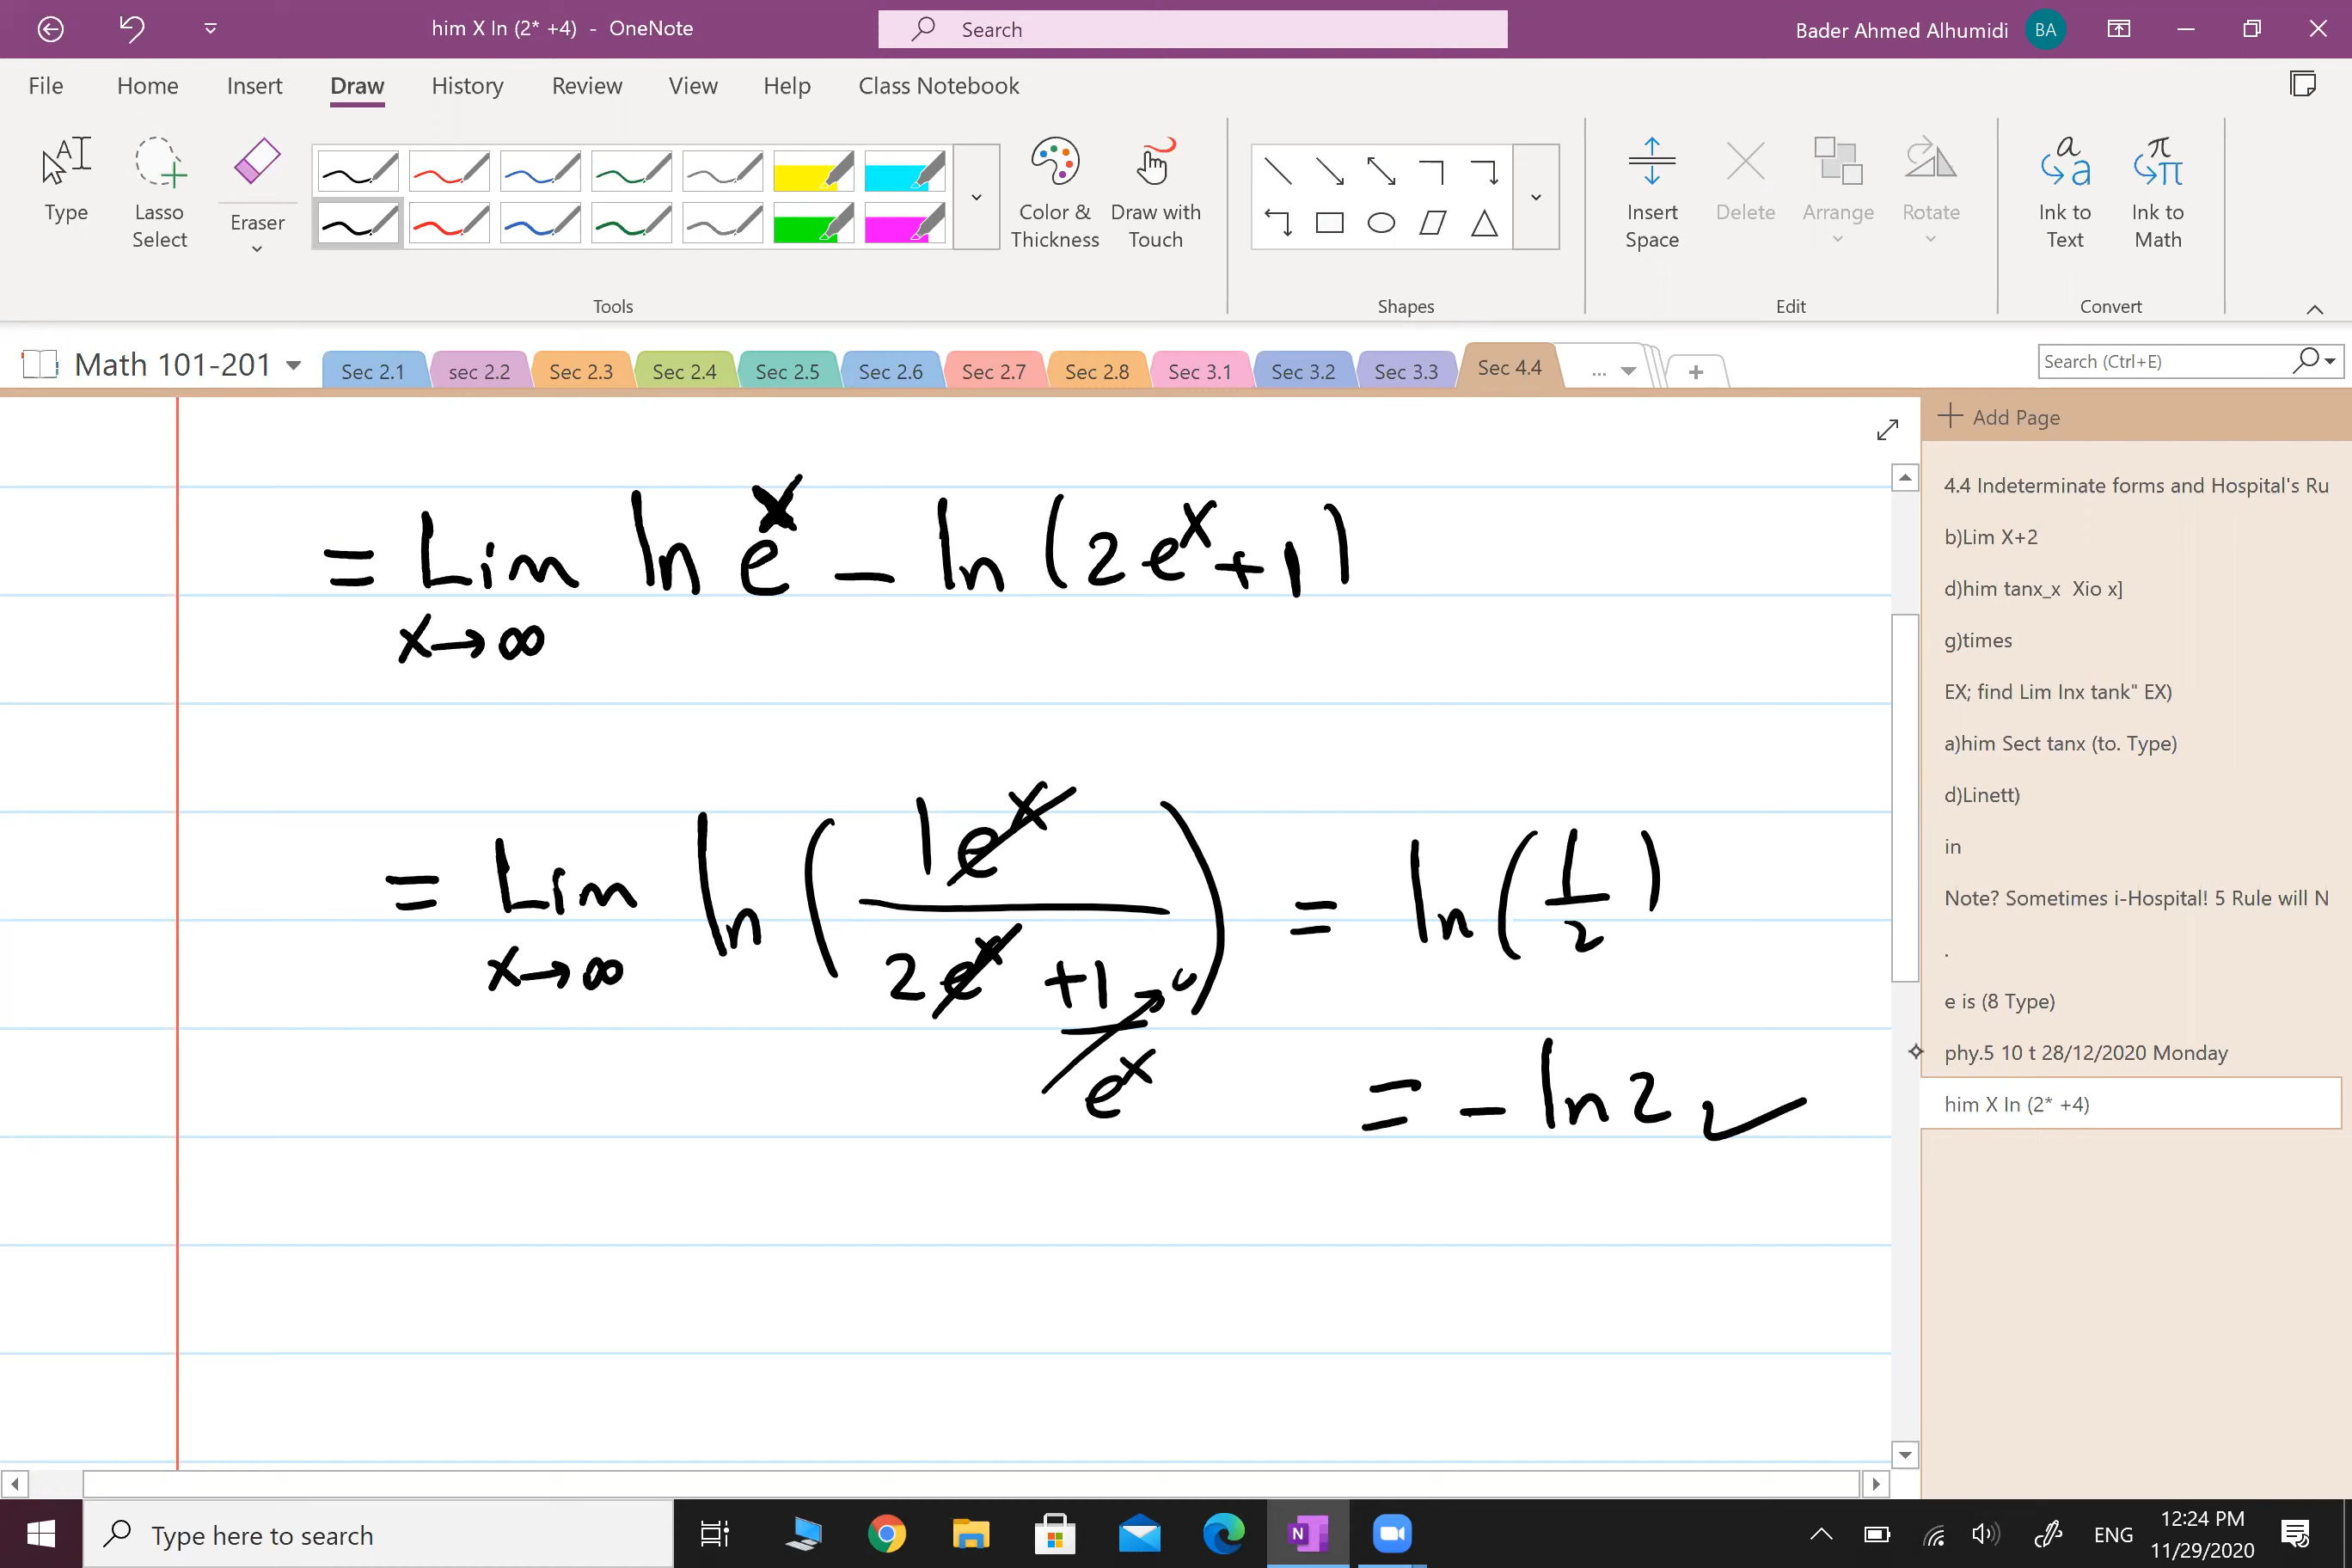 him X In (2* +4) - OneNote
Search
Bader Ahmed Alhumidi BA
File Home Insert Draw History Review View Help Class Notebook
Type
Lasso Select
Eraser
Color & Thickness
Draw with Touch
Insert Space
Delete
Arrange
Rotate
Ink to Text
Ink to Math
Tools Shapes Edit Convert
Math 101-201 Sec 2.1 sec 2.2 Sec 2.3 Sec 2.4 Sec 2.5 Sec 2.6 Sec 2.7 Sec 2.8 Sec 3.1 Sec 3.2 Sec 3.3 Sec 4.4 ... +
Search (Ctrl+E)
= Lim ln e^x - ln (2e^x + 1)
x→∞
= Lim ln ( 1e^x / 2e^x + 1/e^x → 0 ) = ln (1/2)
x→∞
= - ln 2 ✓
Add Page
4.4 Indeterminate forms and Hospital's Ru
b)Lim X+2
d)him tanx_x Xio x]
g)times
EX; find Lim Inx tank" EX)
a)him Sect tanx (to. Type)
d)Linett)
in
Note? Sometimes i-Hospital! 5 Rule will N
.
e is (8 Type)
phy.5 10 t 28/12/2020 Monday
him X In (2* +4)
Type here to search
ENG
12:24 PM
11/29/2020